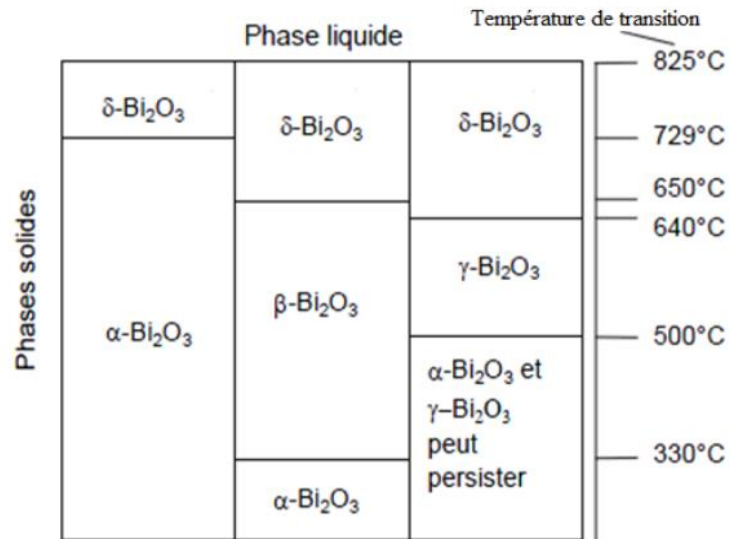 Température de transition
Phase liquide
825°C
δ-Bi₂O₃
δ-Bi₂O₃
δ-Bi₂O₃
729°C
650°C
640°C
Phases solides
γ-Bi₂O₃
β-Bi₂O₃
α-Bi₂O₃
500°C
α-Bi₂O₃ et
γ–Bi₂O₃
peut
persister
330°C
α-Bi₂O₃